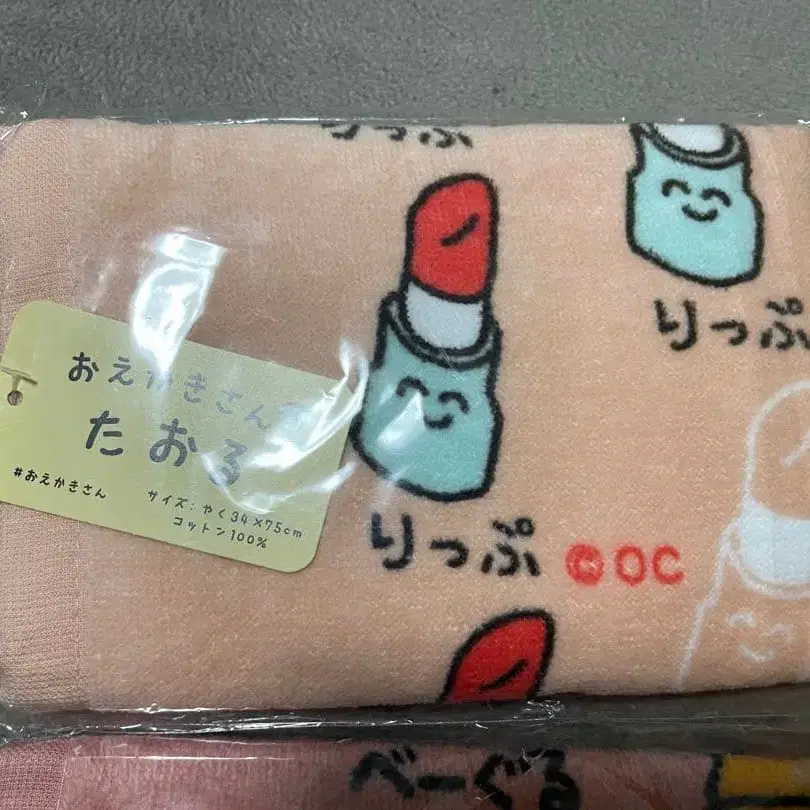 りっぷ
りっぷ
おえかきさん
たおる
#おえかきさん
サイズ:やく34×75cm
コットン100%
りっぷ
©OC
べーぐる